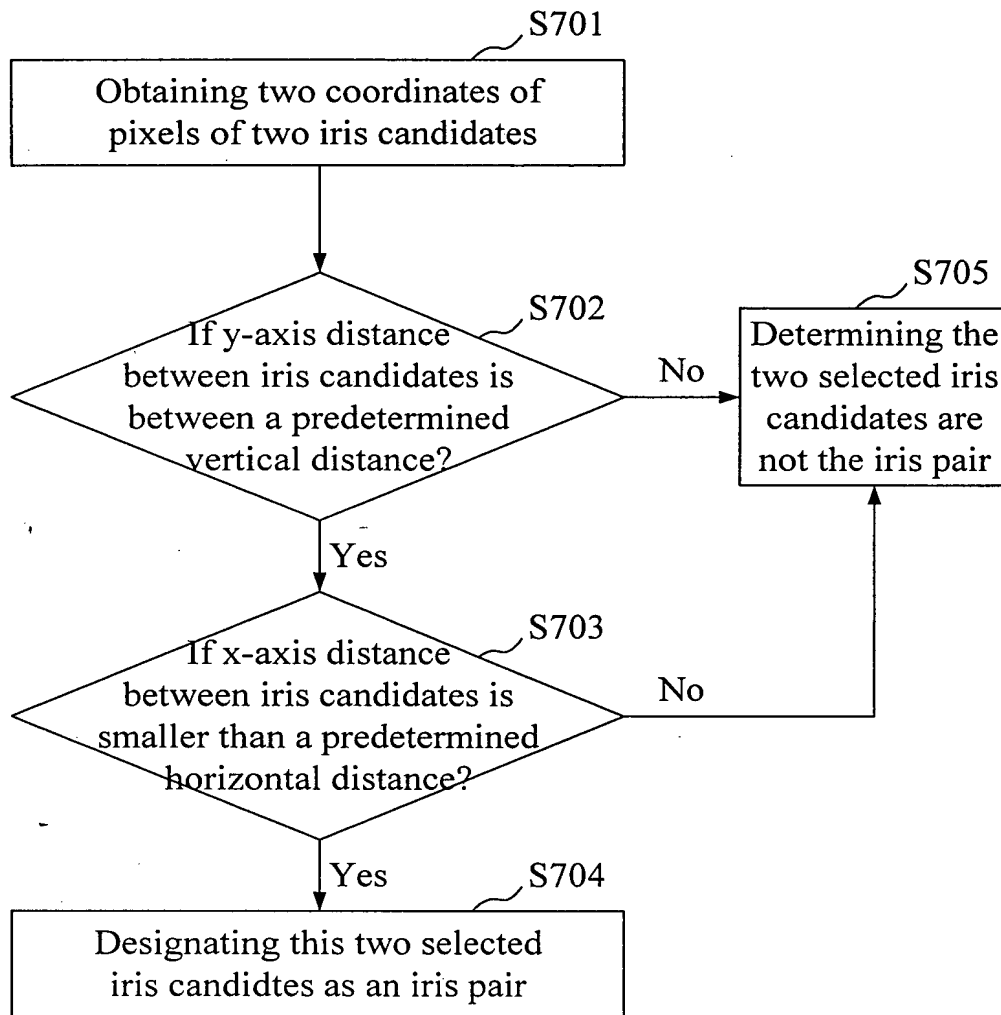 S701
Obtaining two coordinates of
pixels of two iris candidates
S702
If y-axis distance
between iris candidates is
between a predetermined
vertical distance?
No
S705
Determining the
two selected iris
candidates are
not the iris pair
Yes
S703
If x-axis distance
between iris candidates is
smaller than a predetermined
horizontal distance?
No
Yes
S704
Designating this two selected
iris candidtes as an iris pair